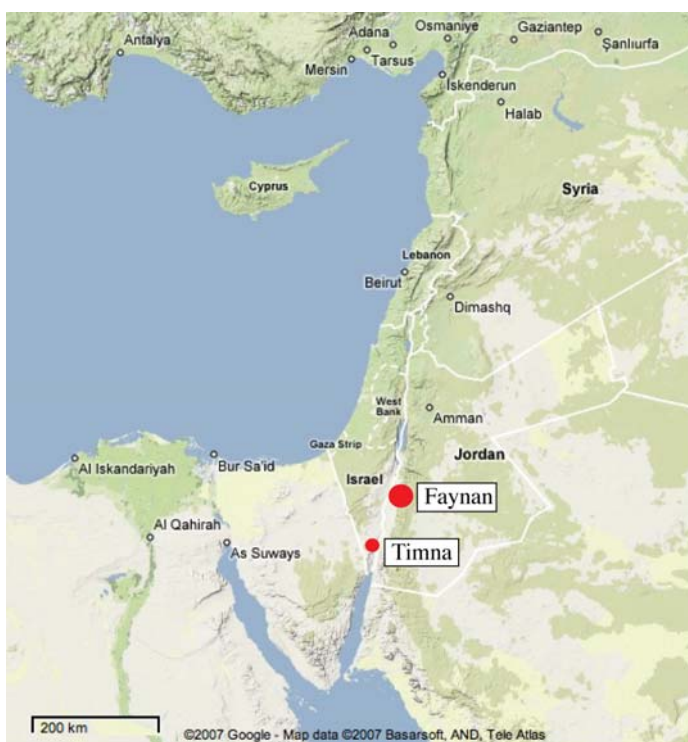 Osmaniye
Gaziantep
Adana
Şanlıurfa
Antalya
Tarsus
Mersin
İskenderun
Halab
Cyprus
Syria
Lebanon
Beirut
Dimashq
West
Bank
Amman
Gaza Strip
Al Iskandariyah
Bur Sa'id
Jordan
Israel
Faynan
Al Qahirah
As Suways
Timna
200 km
©2007 Google - Map data ©2007 Basarsoft, AND, Tele Atlas